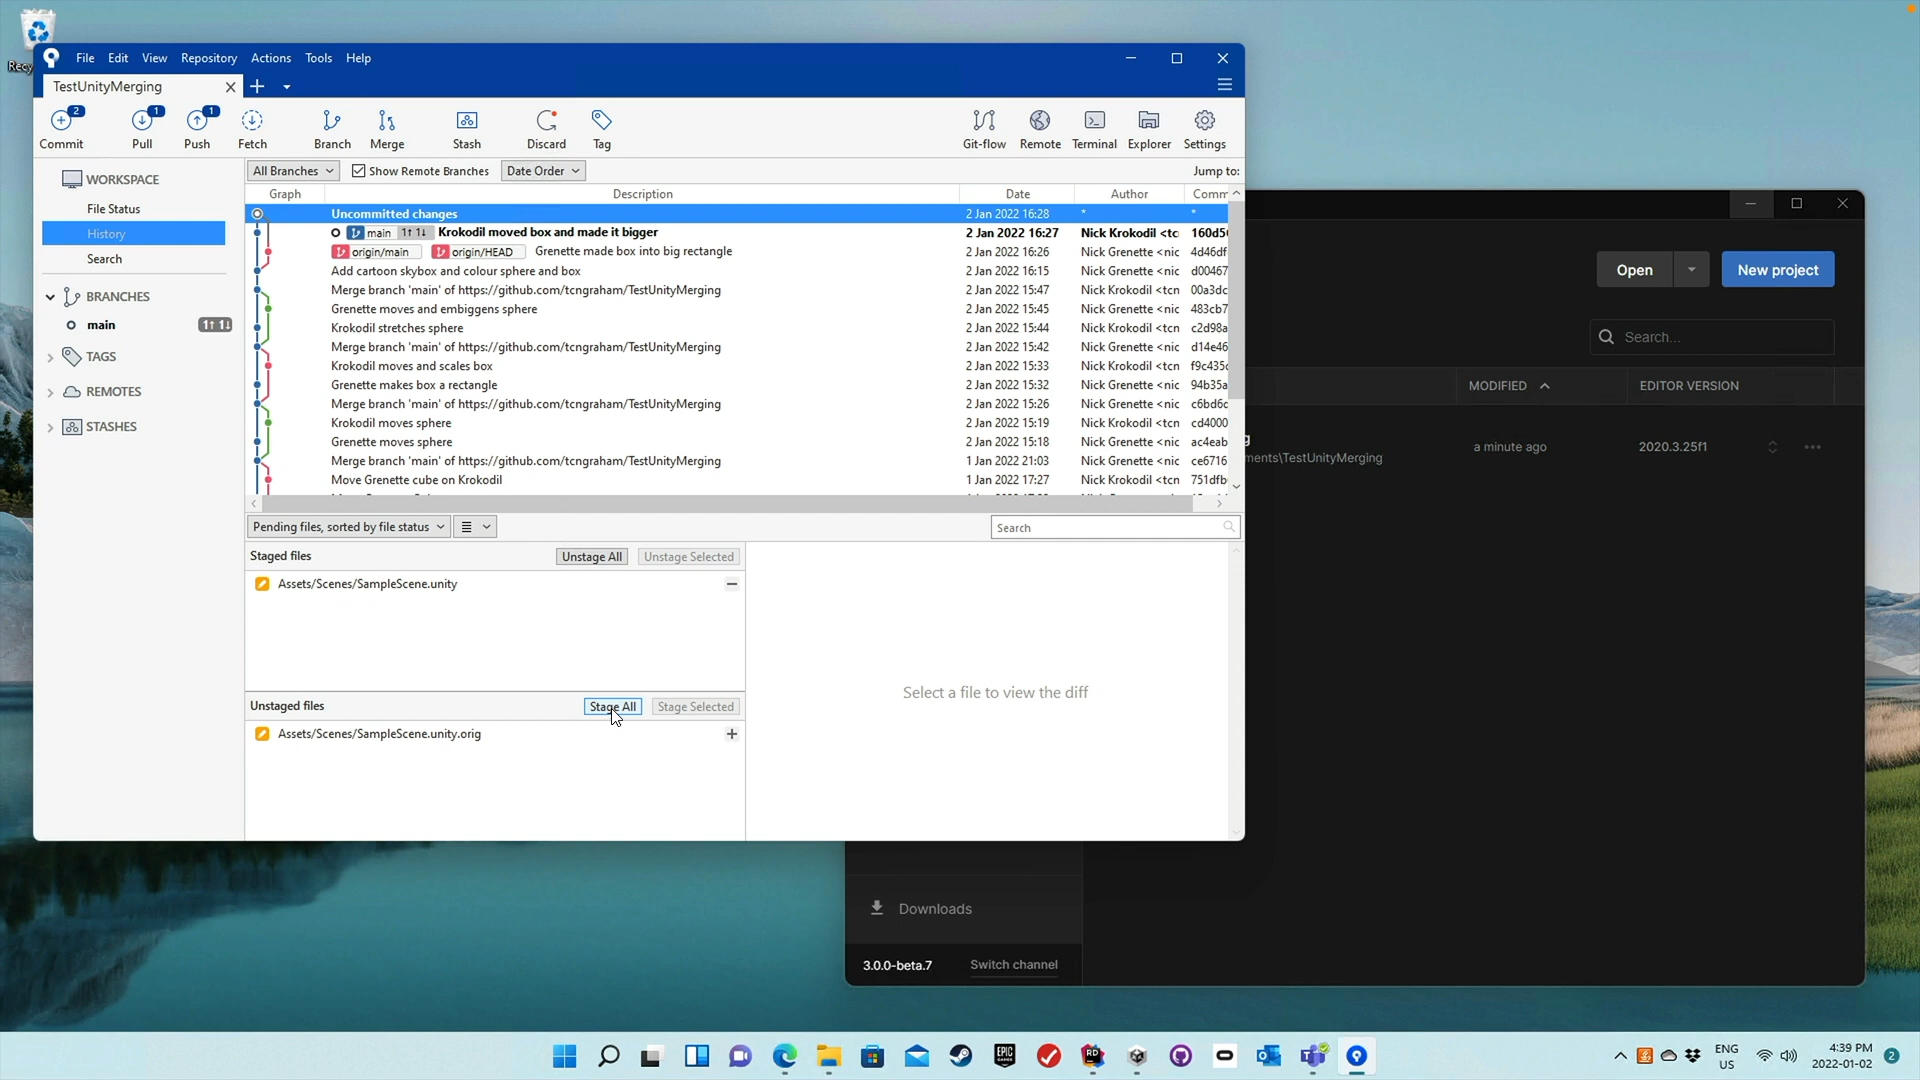 Recy
File Edit View Repository Actions Tools Help
TestUnityMerging
2 1 1
Commit Pull Push Fetch Branch Merge Stash Discard Tag Git-flow Remote Terminal Explorer Settings
WORKSPACE
File Status
History
Search
BRANCHES
main 1↑ 1↓
TAGS
REMOTES
STASHES
All Branches Show Remote Branches Date Order Jump to:
Graph Description Date Author Comm
Uncommitted changes 2 Jan 2022 16:28 * *
main 1↑ 1↓ Krokodil moved box and made it bigger 2 Jan 2022 16:27 Nick Krokodil <tc 160d5
origin/main origin/HEAD Grenette made box into big rectangle 2 Jan 2022 16:26 Nick Grenette <nic 4d46df
Add cartoon skybox and colour sphere and box 2 Jan 2022 16:15 Nick Grenette <nic d00467
Merge branch 'main' of https://github.com/tcngraham/TestUnityMerging 2 Jan 2022 15:47 Nick Krokodil <tcn 00a3dc
Grenette moves and embiggens sphere 2 Jan 2022 15:45 Nick Grenette <nic 483cb7
Krokodil stretches sphere 2 Jan 2022 15:44 Nick Krokodil <tcn c2d98a
Merge branch 'main' of https://github.com/tcngraham/TestUnityMerging 2 Jan 2022 15:42 Nick Grenette <nic d14e46
Krokodil moves and scales box 2 Jan 2022 15:33 Nick Krokodil <tcn f9c435
Grenette makes box a rectangle 2 Jan 2022 15:32 Nick Grenette <nic 94b35a
Merge branch 'main' of https://github.com/tcngraham/TestUnityMerging 2 Jan 2022 15:26 Nick Grenette <nic c6bd6c
Krokodil moves sphere 2 Jan 2022 15:19 Nick Krokodil <tcn cd4000
Grenette moves sphere 2 Jan 2022 15:18 Nick Grenette <nic ac4eab
Merge branch 'main' of https://github.com/tcngraham/TestUnityMerging 1 Jan 2022 21:03 Nick Grenette <nic ce6716
Move Grenette cube on Krokodil 1 Jan 2022 17:27 Nick Krokodil <tcn 751dfb
Pending files, sorted by file status Search
Staged files Unstage All Unstage Selected
Assets/Scenes/SampleScene.unity
Unstaged files Stage All Stage Selected
Assets/Scenes/SampleScene.unity.orig
Select a file to view the diff
Open New project
Search...
MODIFIED EDITOR VERSION
g
ments\TestUnityMerging a minute ago 2020.3.25f1
Downloads
3.0.0-beta.7 Switch channel
EPIC GAMES
RD
ENG
US
4:39 PM
2022-01-02
2